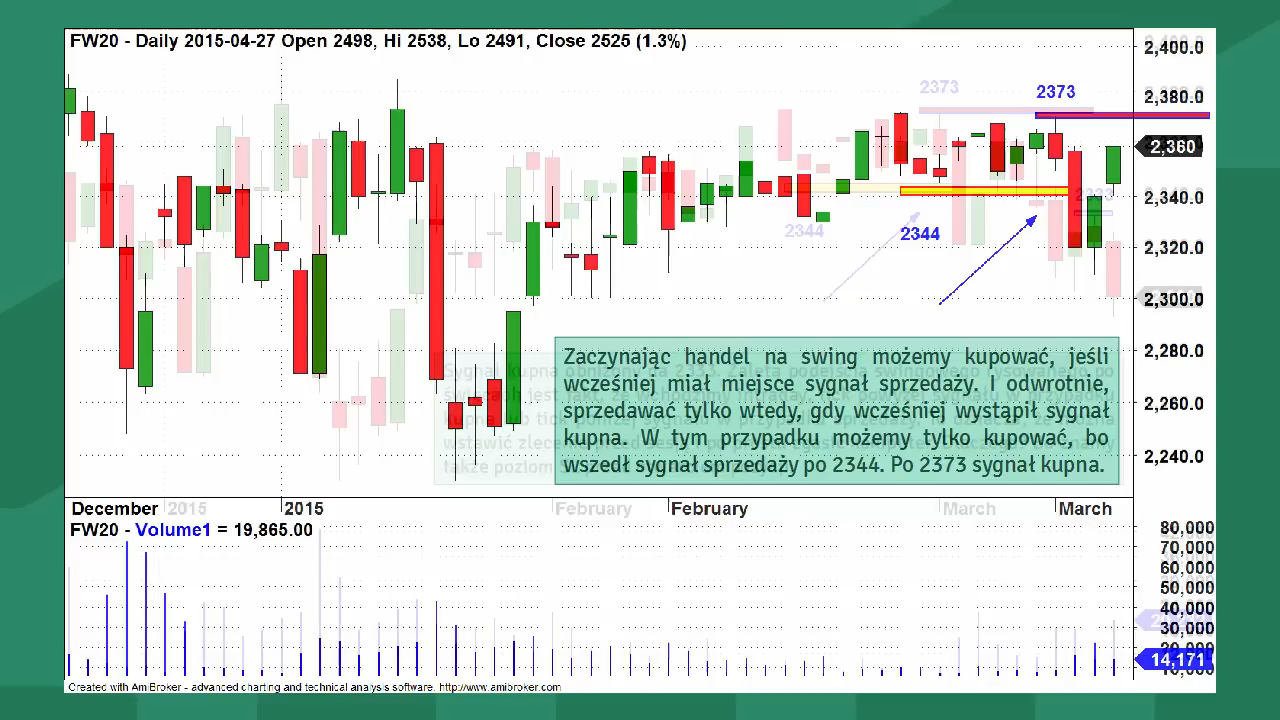 FW20 - Daily 2015-04-27 Open 2498, Hi 2538, Lo 2491, Close 2525 (1.3%)
2,400.0
2373
2373
2,380.0
2,360
2,340.0
2344
2344
2,320.0
2,300.0
2,280.0
2,260.0
2,240.0
Zaczynając handel na swing możemy kupować, jeśli
wcześniej miał miejsce sygnał sprzedaży. I odwrotnie,
sprzedawać tylko wtedy, gdy wcześniej wystąpił sygnał
kupna. W tym przypadku możemy tylko kupować, bo
wszedł sygnał sprzedaży po 2344. Po 2373 sygnał kupna.
December 2015 2015 February February March March
FW20 - Volume1 = 19,865.00
80,000
70,000
60,000
50,000
40,000
30,000
14,171
10,000
Created with AmiBroker - advanced charting and technical analysis software. http://www.amibroker.com